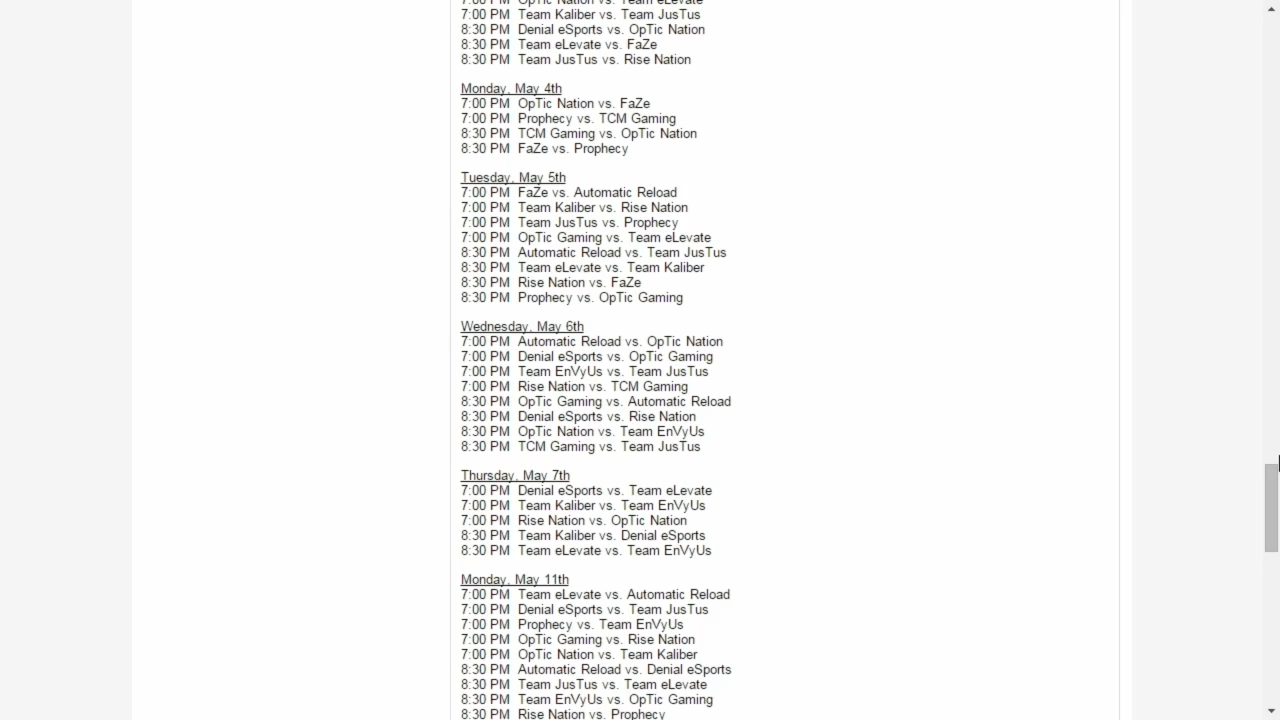 7:00 PM OpTic Nation vs. Team eLevate
7:00 PM Team Kaliber vs. Team JusTus
8:30 PM Denial eSports vs. OpTic Nation
8:30 PM Team eLevate vs. FaZe
8:30 PM Team JusTus vs. Rise Nation
Monday, May 4th
7:00 PM OpTic Nation vs. FaZe
7:00 PM Prophecy vs. TCM Gaming
8:30 PM TCM Gaming vs. OpTic Nation
8:30 PM FaZe vs. Prophecy
Tuesday, May 5th
7:00 PM FaZe vs. Automatic Reload
7:00 PM Team Kaliber vs. Rise Nation
7:00 PM Team JusTus vs. Prophecy
7:00 PM OpTic Gaming vs. Team eLevate
8:30 PM Automatic Reload vs. Team JusTus
8:30 PM Team eLevate vs. Team Kaliber
8:30 PM Rise Nation vs. FaZe
8:30 PM Prophecy vs. OpTic Gaming
Wednesday, May 6th
7:00 PM Automatic Reload vs. OpTic Nation
7:00 PM Denial eSports vs. OpTic Gaming
7:00 PM Team EnVyUs vs. Team JusTus
7:00 PM Rise Nation vs. TCM Gaming
8:30 PM OpTic Gaming vs. Automatic Reload
8:30 PM Denial eSports vs. Rise Nation
8:30 PM OpTic Nation vs. Team EnVyUs
8:30 PM TCM Gaming vs. Team JusTus
Thursday, May 7th
7:00 PM Denial eSports vs. Team eLevate
7:00 PM Team Kaliber vs. Team EnVyUs
7:00 PM Rise Nation vs. OpTic Nation
8:30 PM Team Kaliber vs. Denial eSports
8:30 PM Team eLevate vs. Team EnVyUs
Monday, May 11th
7:00 PM Team eLevate vs. Automatic Reload
7:00 PM Denial eSports vs. Team JusTus
7:00 PM Prophecy vs. Team EnVyUs
7:00 PM OpTic Gaming vs. Rise Nation
7:00 PM OpTic Nation vs. Team Kaliber
8:30 PM Automatic Reload vs. Denial eSports
8:30 PM Team JusTus vs. Team eLevate
8:30 PM Team EnVyUs vs. OpTic Gaming
8:30 PM Rise Nation vs. Prophecy